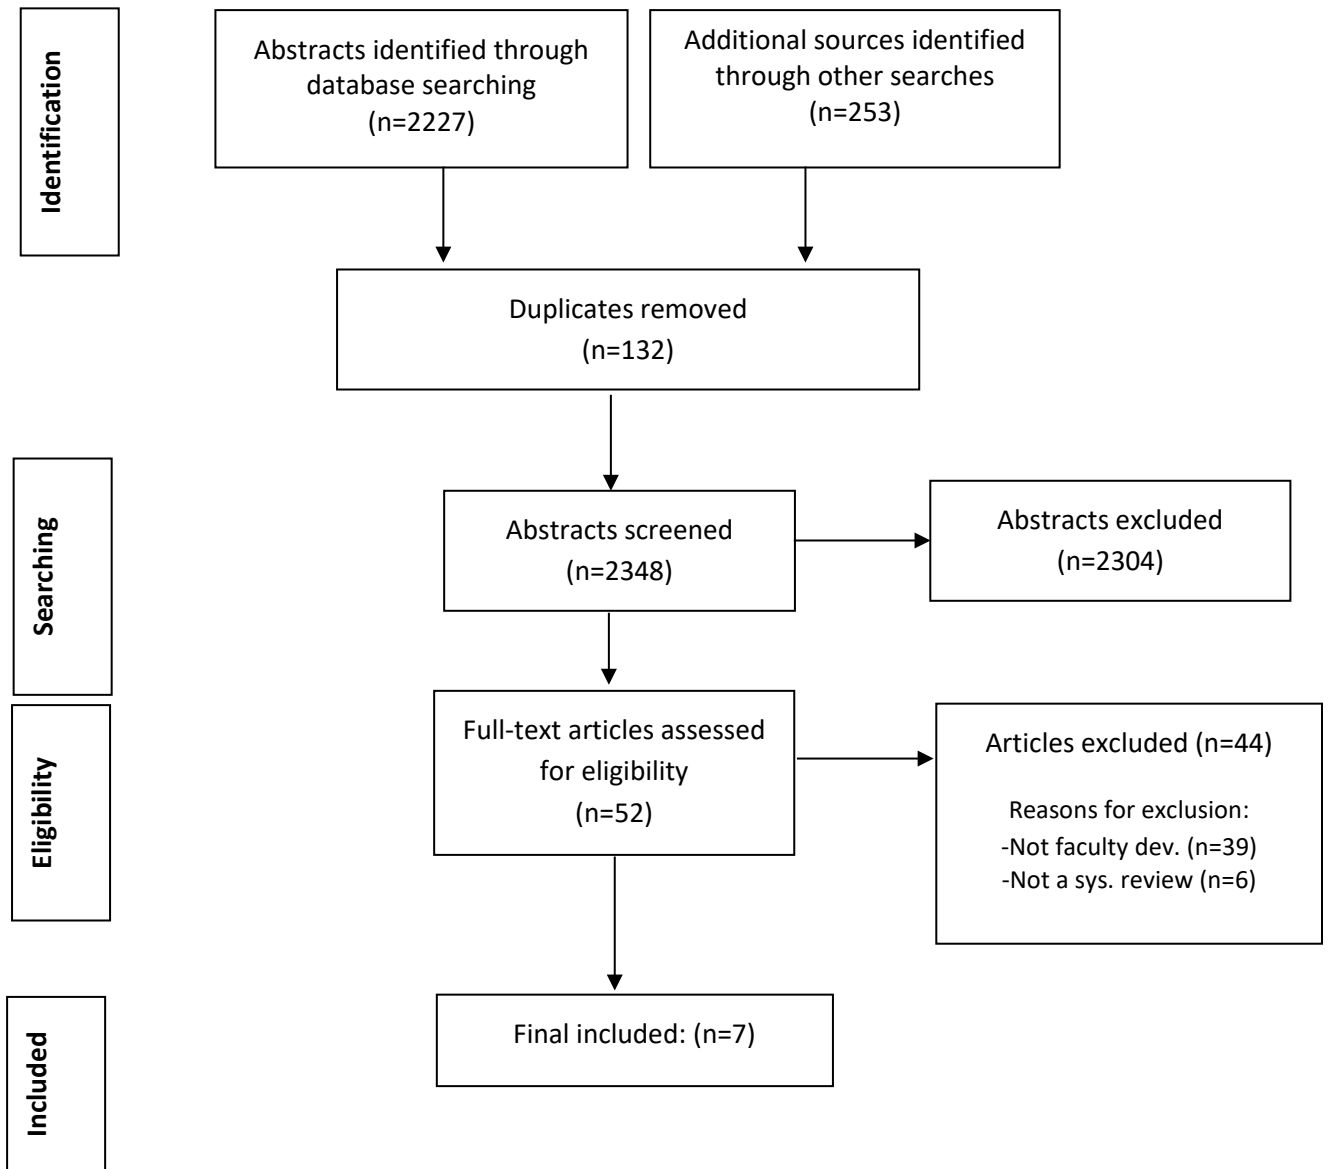 Identification
Abstracts identified through
database searching
(n=2227)
Additional sources identified
through other searches
(n=253)
Duplicates removed
(n=132)
Searching
Abstracts screened
(n=2348)
Abstracts excluded
(n=2304)
Eligibility
Full-text articles assessed
for eligibility
(n=52)
Articles excluded (n=44)
Reasons for exclusion:
-Not faculty dev. (n=39)
-Not a sys. review (n=6)
Included
Final included: (n=7)